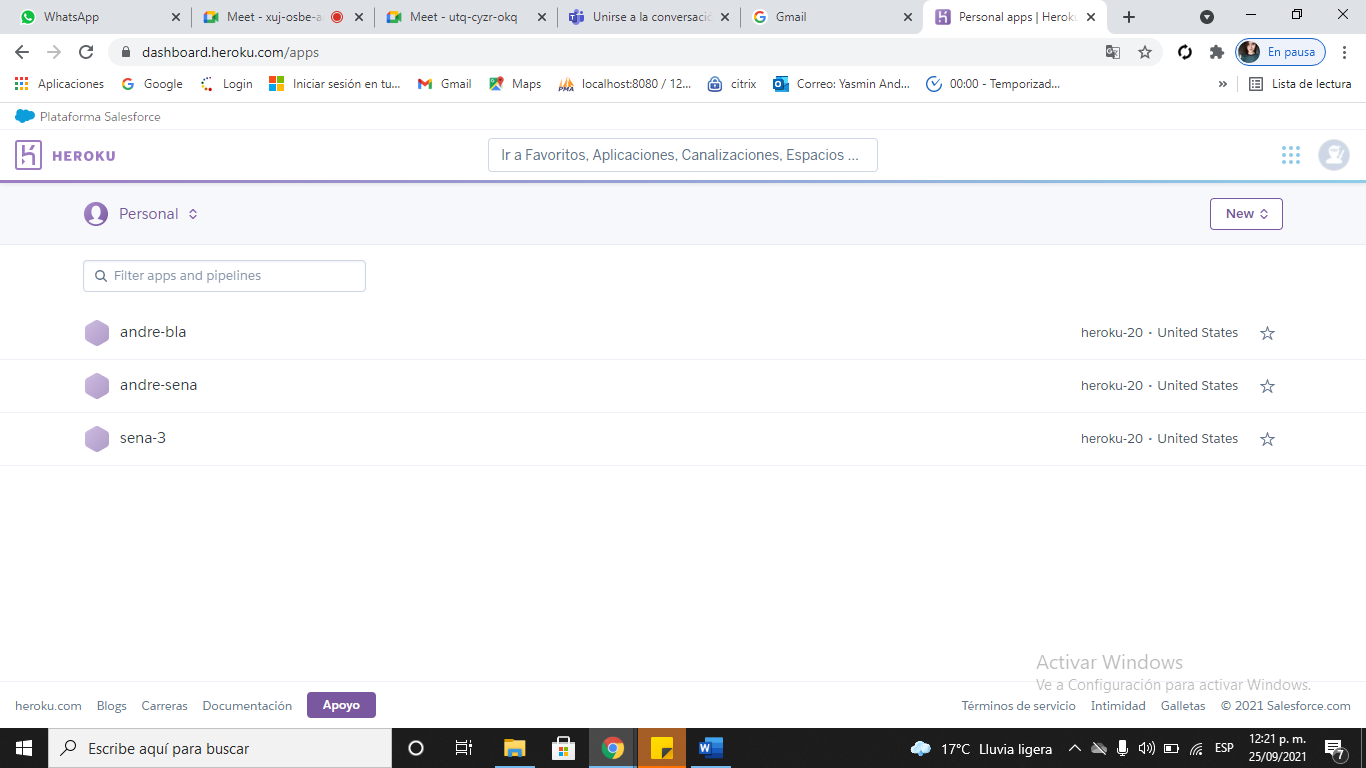 WhatsApp
Meet - xuj-osbe-a
Meet - utq-cyzr-okq
Unirse a la conversació
Gmail
Personal apps | Heroku
dashboard.heroku.com/apps
En pausa
Aplicaciones
Google
Login
Iniciar sesión en tu...
Gmail
Maps
PMA
localhost:8080 / 12...
citrix
Correo: Yasmin And...
00:00 - Temporizad...
»
Lista de lectura
Plataforma Salesforce
HEROKU
Ir a Favoritos, Aplicaciones, Canalizaciones, Espacios ...
Personal
New
Filter apps and pipelines
andre-bla
heroku-20 · United States
andre-sena
heroku-20 · United States
sena-3
heroku-20 · United States
Activar Windows
Ve a Configuración para activar Windows.
heroku.com
Blogs
Carreras
Documentación
Apoyo
Términos de servicio
Intimidad
Galletas
© 2021 Salesforce.com
Escribe aquí para buscar
17°C Lluvia ligera
ESP
12:21 p. m.
25/09/2021
7